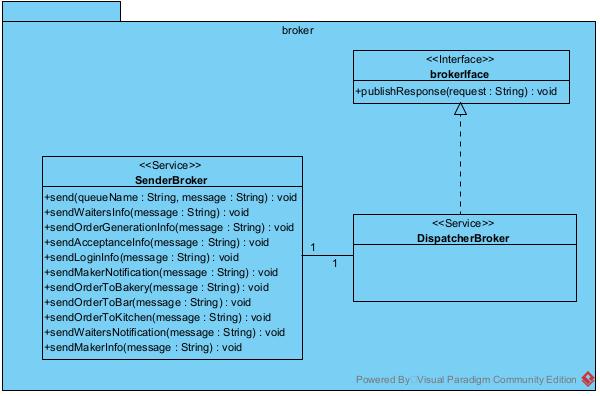 broker
<<Interface>>
brokerIface
+publishResponse(request : String) : void
<<Service>>
SenderBroker
+send(queueName : String, message : String) : void
+sendWaitersInfo(message : String) : void
+sendOrderGenerationInfo(message : String) : void
+sendAcceptanceInfo(message : String) : void
+sendLoginInfo(message : String) : void
+sendMakerNotification(message : String) : void
+sendOrderToBakery(message : String) : void
+sendOrderToBar(message : String) : void
+sendOrderToKitchen(message : String) : void
+sendWaitersNotification(message : String) : void
+sendMakerInfo(message : String) : void
1
1
<<Service>>
DispatcherBroker
Powered By: Visual Paradigm Community Edition